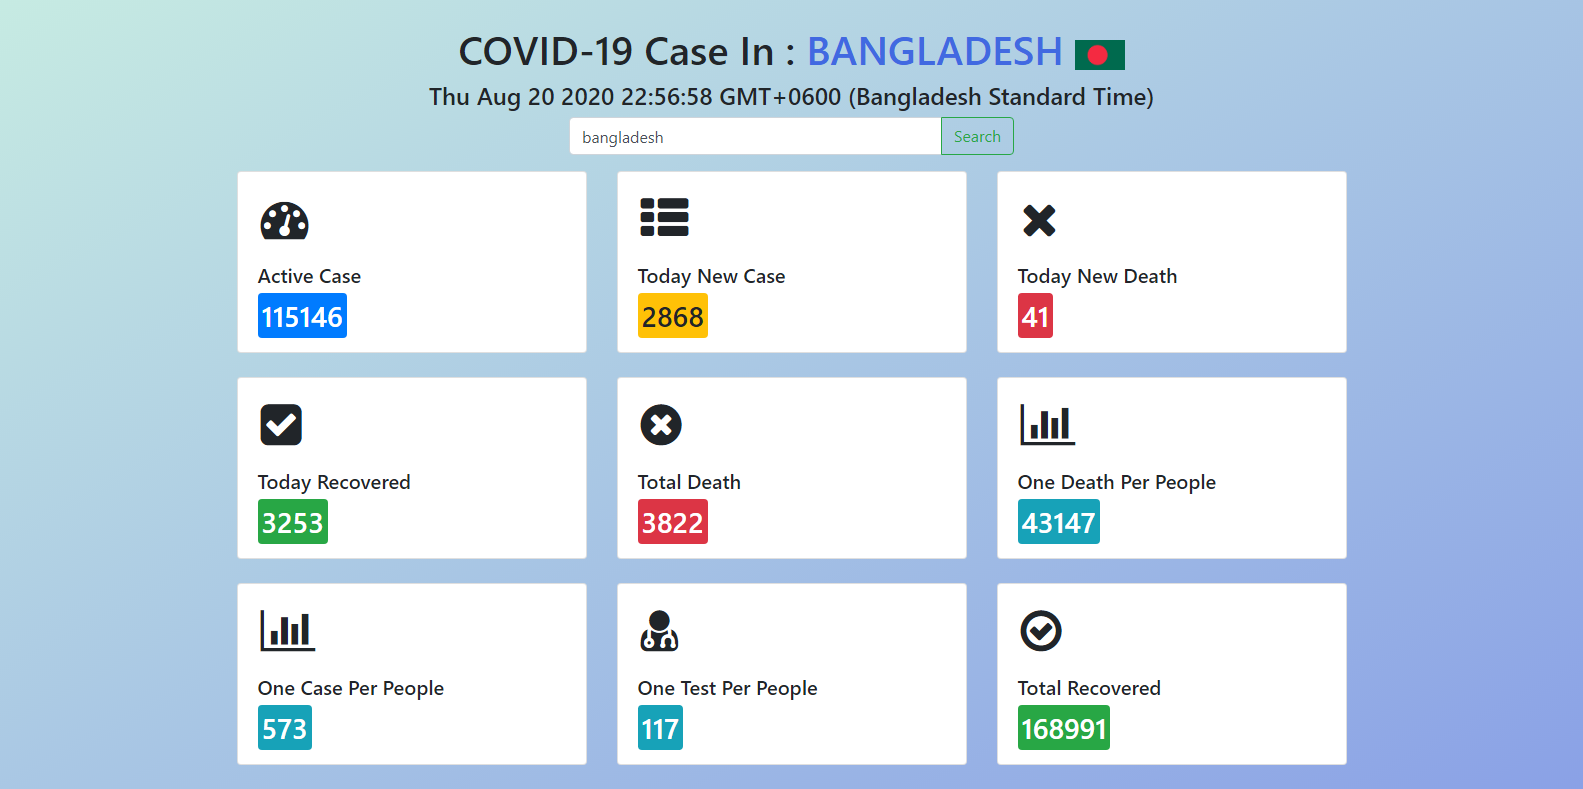 COVID-19 Case In : BANGLADESH
Thu Aug 20 2020 22:56:58 GMT+0600 (Bangladesh Standard Time)
bangladesh Search
Active Case
115146
Today New Case
2868
Today New Death
41
Today Recovered
3253
Total Death
3822
One Death Per People
43147
One Case Per People
573
One Test Per People
117
Total Recovered
168991